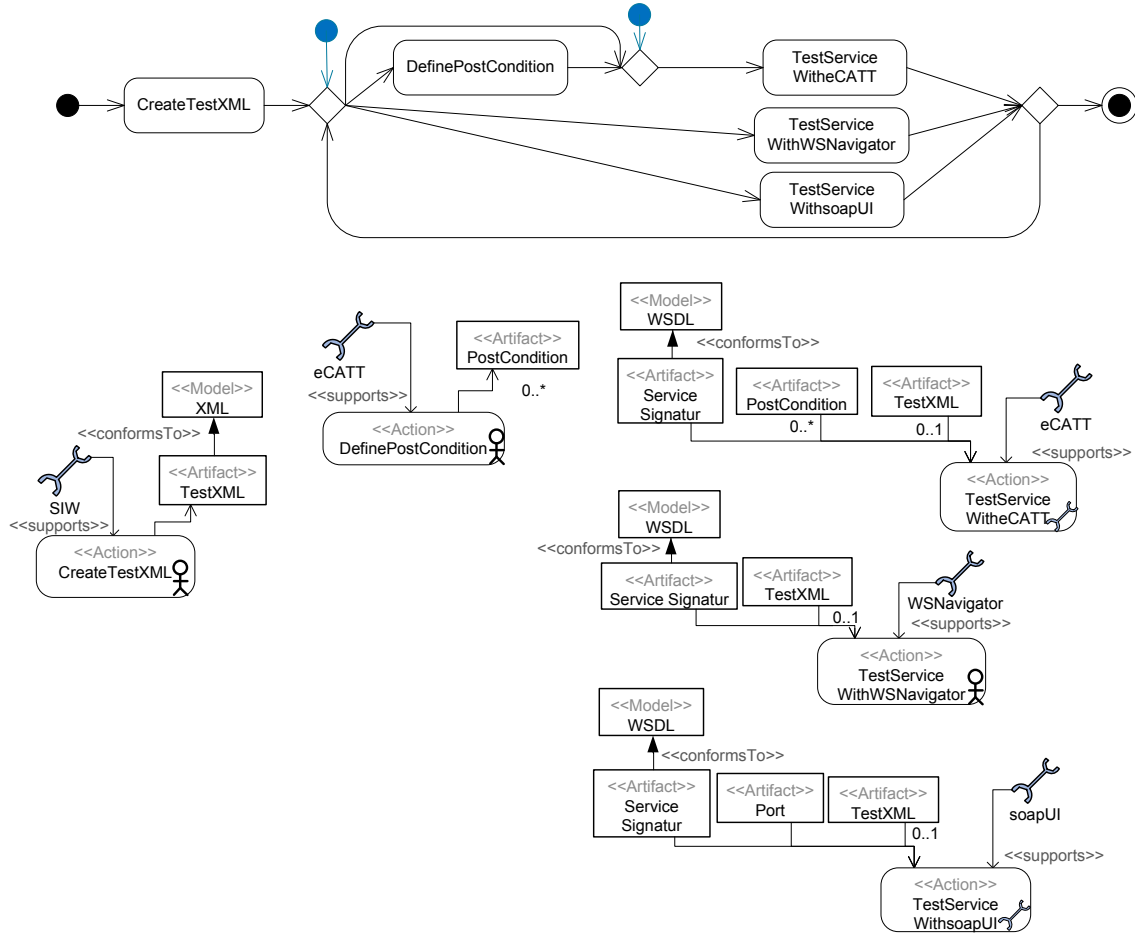 CreateTestXML
DefinePostCondition
TestService
WitheCATT
TestService
WithWSNavigator
TestService
WithsoapUI
<<Model>>
XML
<<conformsTo>>
<<Artifact>>
TestXML
SIW
<<supports>>
<<Action>>
CreateTestXML
eCATT
<<supports>>
<<Artifact>>
PostCondition
0..*
<<Action>>
DefinePostCondition
<<Model>>
WSDL
<<conformsTo>>
<<Artifact>>
Service
Signatur
<<Artifact>>
PostCondition
0..*
<<Artifact>>
TestXML
0..1
eCATT
<<supports>>
<<Action>>
TestService
WitheCATT
<<Model>>
WSDL
<<conformsTo>>
<<Artifact>>
Service Signatur
<<Artifact>>
TestXML
0..1
WSNavigator
<<supports>>
<<Action>>
TestService
WithWSNavigator
<<Model>>
WSDL
<<conformsTo>>
<<Artifact>>
Service
Signatur
<<Artifact>>
Port
<<Artifact>>
TestXML
0..1
soapUI
<<supports>>
<<Action>>
TestService
WithsoapUI